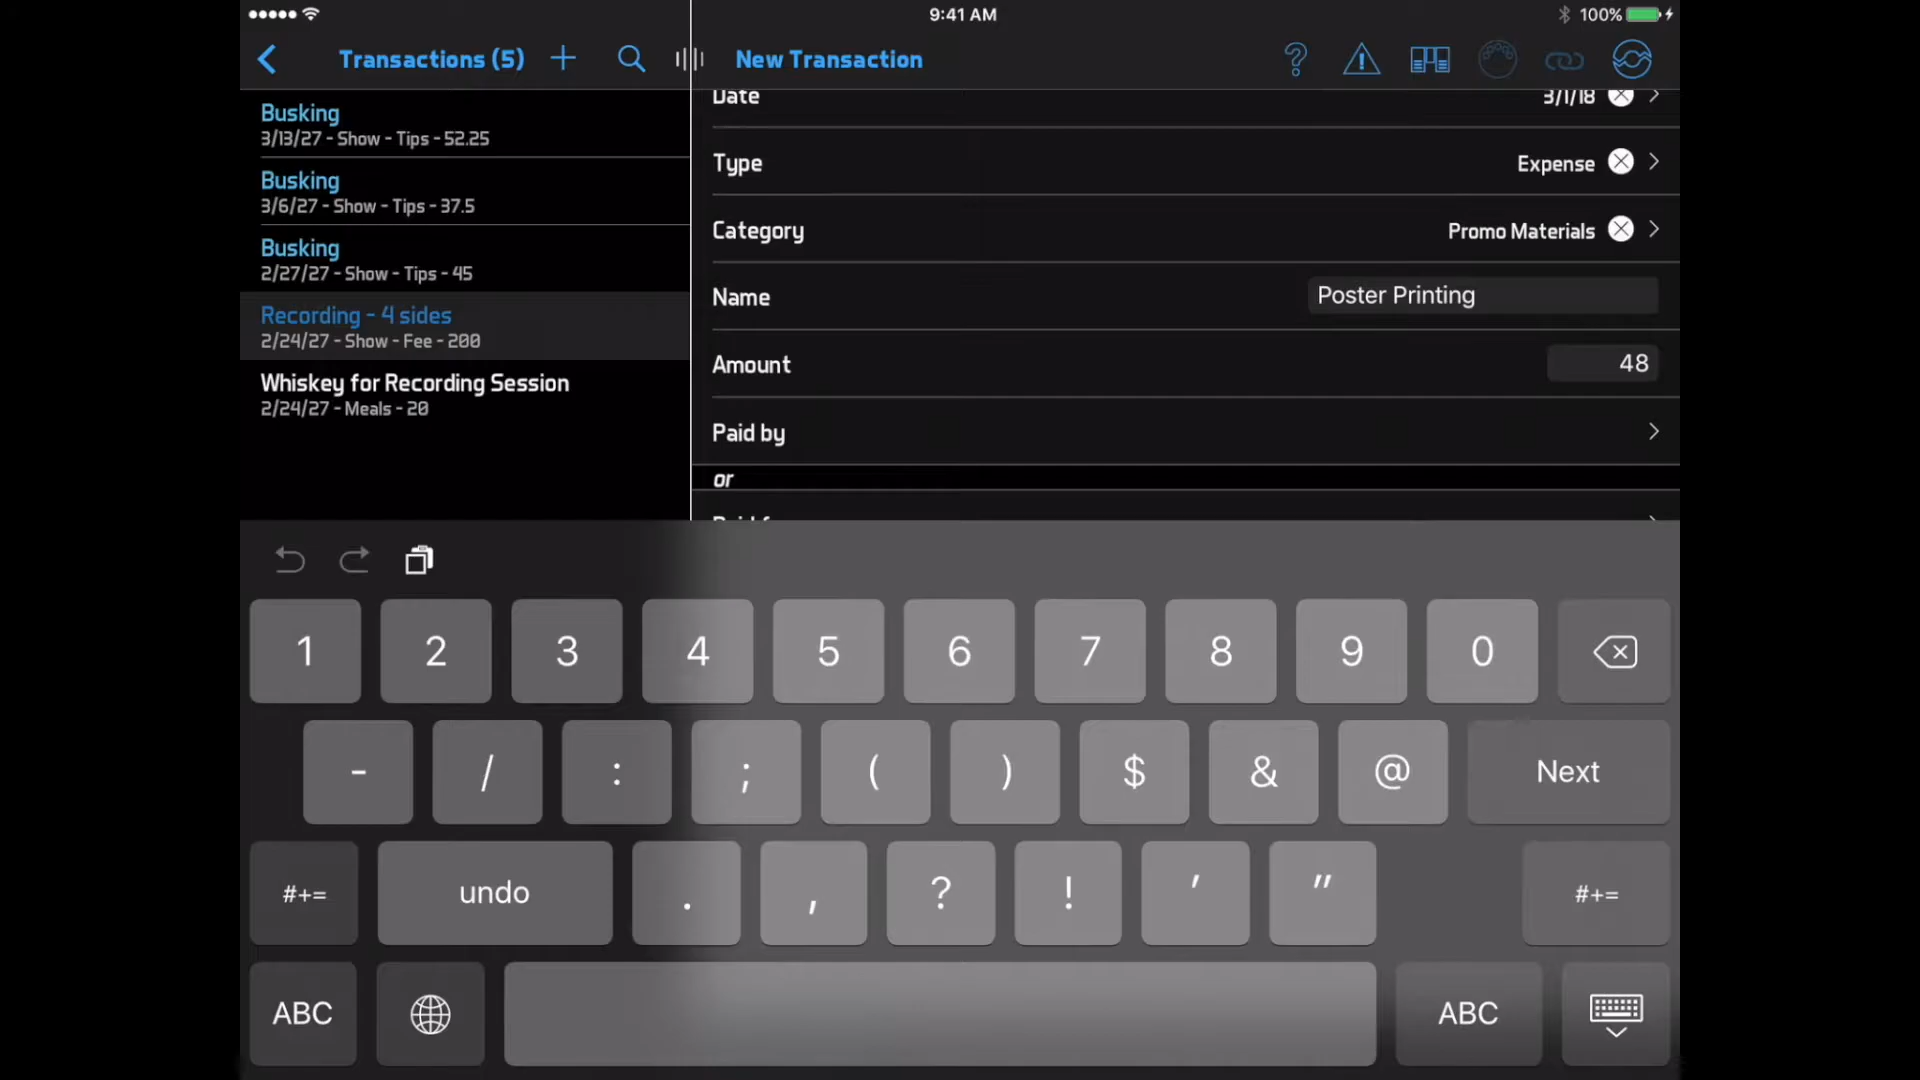 9:41 AM
100%
Transactions (5)
New Transaction
Busking
3/13/27 - Show - Tips - 52.25
Busking
3/6/27 - Show - Tips - 37.5
Busking
2/27/27 - Show - Tips - 45
Recording - 4 sides
2/24/27 - Show - Fee - 200
Whiskey for Recording Session
2/24/27 - Meals - 20
Date 3/1/18
Type Expense
Category Promo Materials
Name Poster Printing
Amount 48
Paid by
or
1 2 3 4 5 6 7 8 9 0
- / : ; ( ) $ & @ Next
#+= undo . , ? ! ' " #+=
ABC ABC